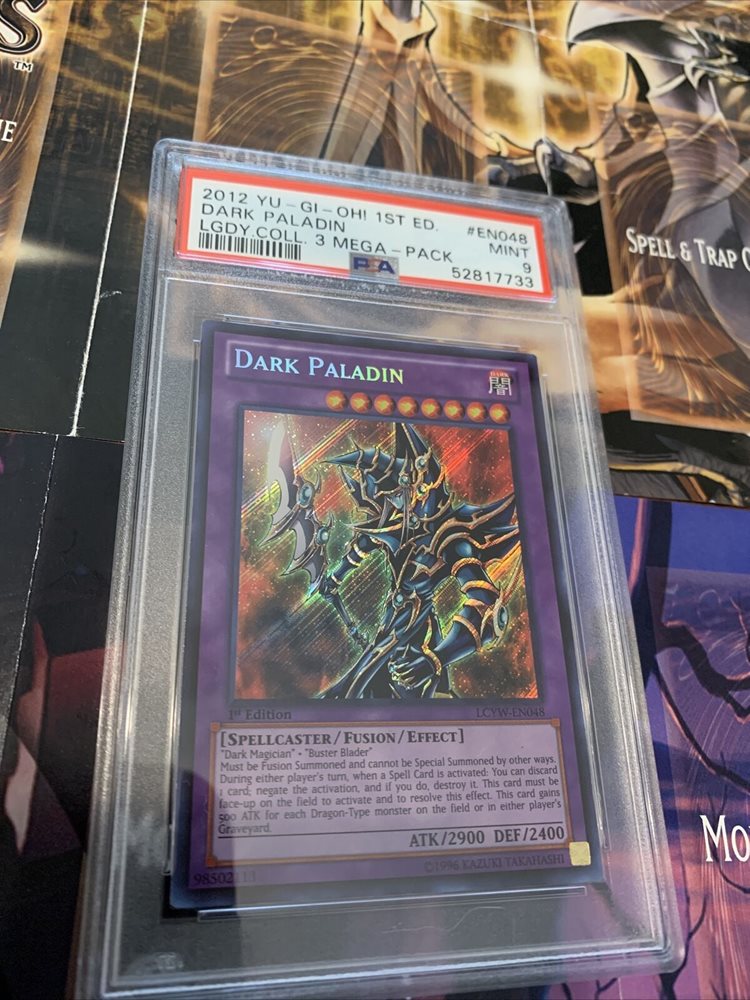 S
TM
E
2012 YU-GI-OH! 1ST ED. #EN048
DARK PALADIN MINT
LGDY.COLL. 3 MEGA-PACK 9
PSA 52817733
SPELL & TRAP
DARK PALADIN
DARK
闇
1st Edition
LCYW-EN048
[SPELLCASTER/FUSION/EFFECT]
"Dark Magician" • "Buster Blader"
Must be Fusion Summoned and cannot be Special Summoned by other ways.
During either player's turn, when a Spell Card is activated: You can discard
1 card; negate the activation, and if you do, destroy it. This card must be
face-up on the field to activate and to resolve this effect. This card gains
500 ATK for each Dragon-Type monster on the field or in either player's
Graveyard.
ATK/2900 DEF/2400
©1996 KAZUKI TAKAHASHI
MO